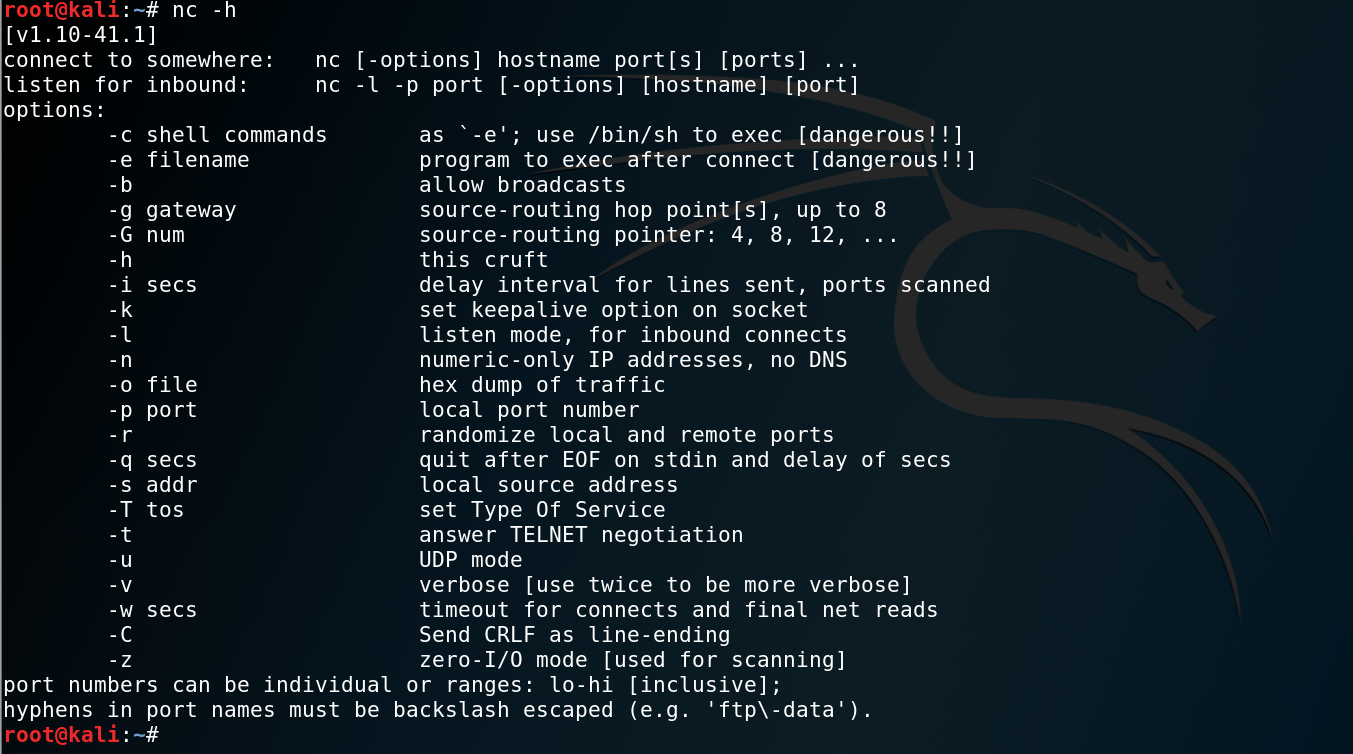 root@kali:~# nc -h
[v1.10-41.1]
connect to somewhere:   nc [-options] hostname port[s] [ports] ...
listen for inbound:     nc -l -p port [-options] [hostname] [port]
options:
        -c shell commands       as `-e'; use /bin/sh to exec [dangerous!!]
        -e filename             program to exec after connect [dangerous!!]
        -b                      allow broadcasts
        -g gateway              source-routing hop point[s], up to 8
        -G num                  source-routing pointer: 4, 8, 12, ...
        -h                      this cruft
        -i secs                 delay interval for lines sent, ports scanned
        -k                      set keepalive option on socket
        -l                      listen mode, for inbound connects
        -n                      numeric-only IP addresses, no DNS
        -o file                 hex dump of traffic
        -p port                 local port number
        -r                      randomize local and remote ports
        -q secs                 quit after EOF on stdin and delay of secs
        -s addr                 local source address
        -T tos                  set Type Of Service
        -t                      answer TELNET negotiation
        -u                      UDP mode
        -v                      verbose [use twice to be more verbose]
        -w secs                 timeout for connects and final net reads
        -C                      Send CRLF as line-ending
        -z                      zero-I/O mode [used for scanning]
port numbers can be individual or ranges: lo-hi [inclusive];
hyphens in port names must be backslash escaped (e.g. 'ftp\-data').
root@kali:~#